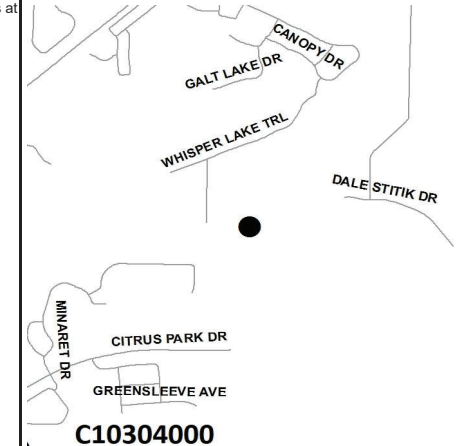 s at
CANOPY DR
GALT LAKE DR
WHISPER LAKE TRL
DALE STITIK DR
MINARET DR
CITRUS PARK DR
GREENSLEEVE AVE
C10304000